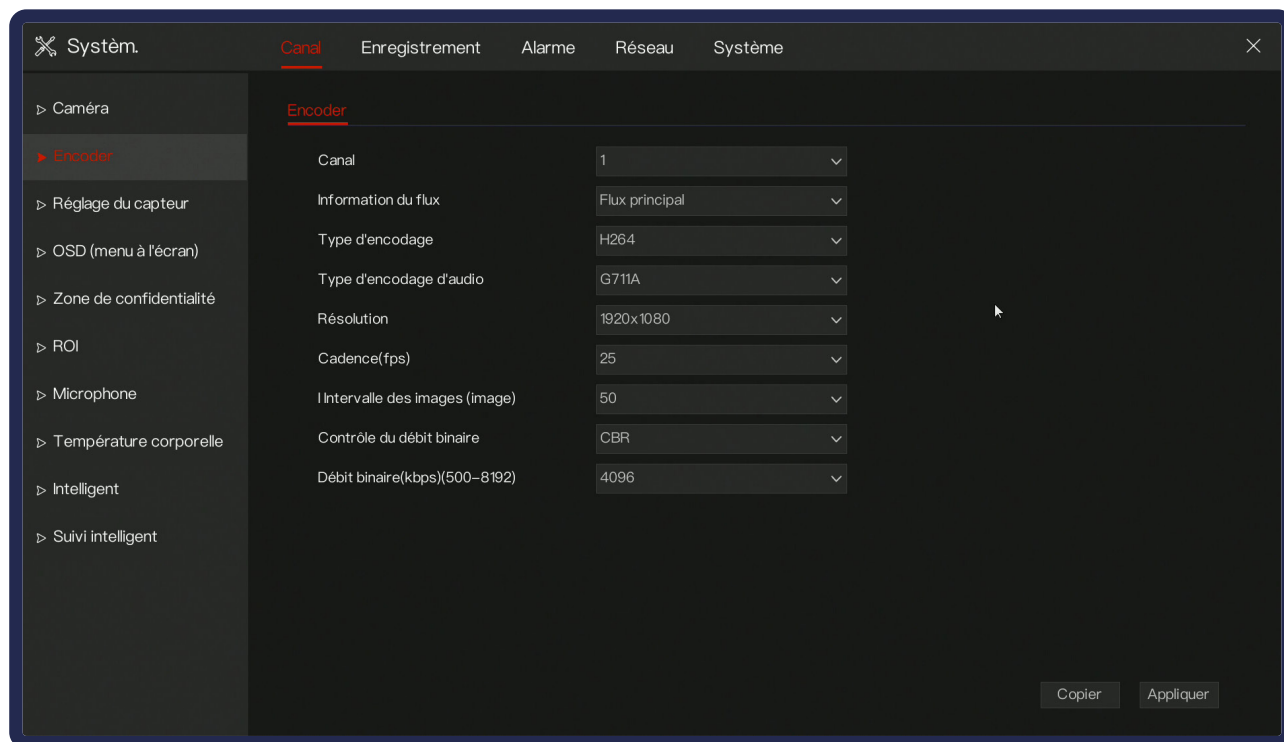 Systèm.
Canal Enregistrement Alarme Réseau Système
Caméra
Encoder
Réglage du capteur
OSD (menu à l'écran)
Zone de confidentialité
ROI
Microphone
Température corporelle
Intelligent
Suivi intelligent
Encoder
Canal 1
Information du flux Flux principal
Type d'encodage H264
Type d'encodage d'audio G711A
Résolution 1920x1080
Cadence(fps) 25
I Intervalle des images (image) 50
Contrôle du débit binaire CBR
Débit binaire(kbps)(500–8192) 4096
Copier Appliquer